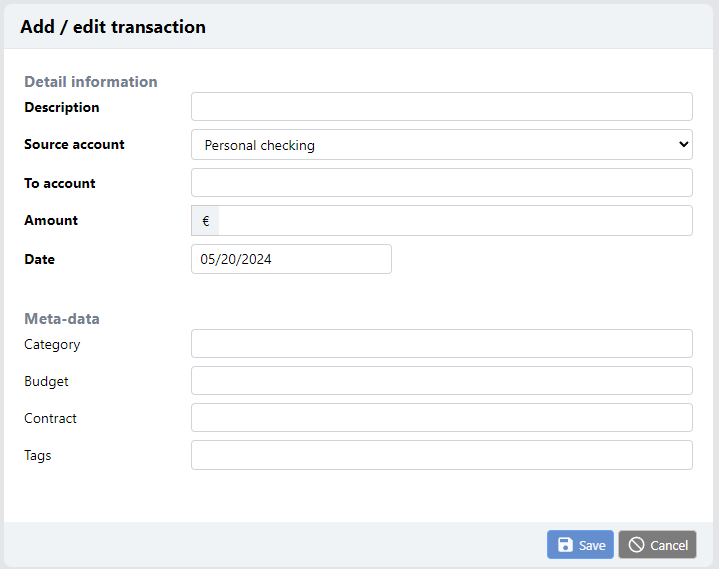 Add / edit transaction
Detail information
Description
Source account Personal checking
To account
Amount €
Date 05/20/2024
Meta-data
Category
Budget
Contract
Tags
Save Cancel